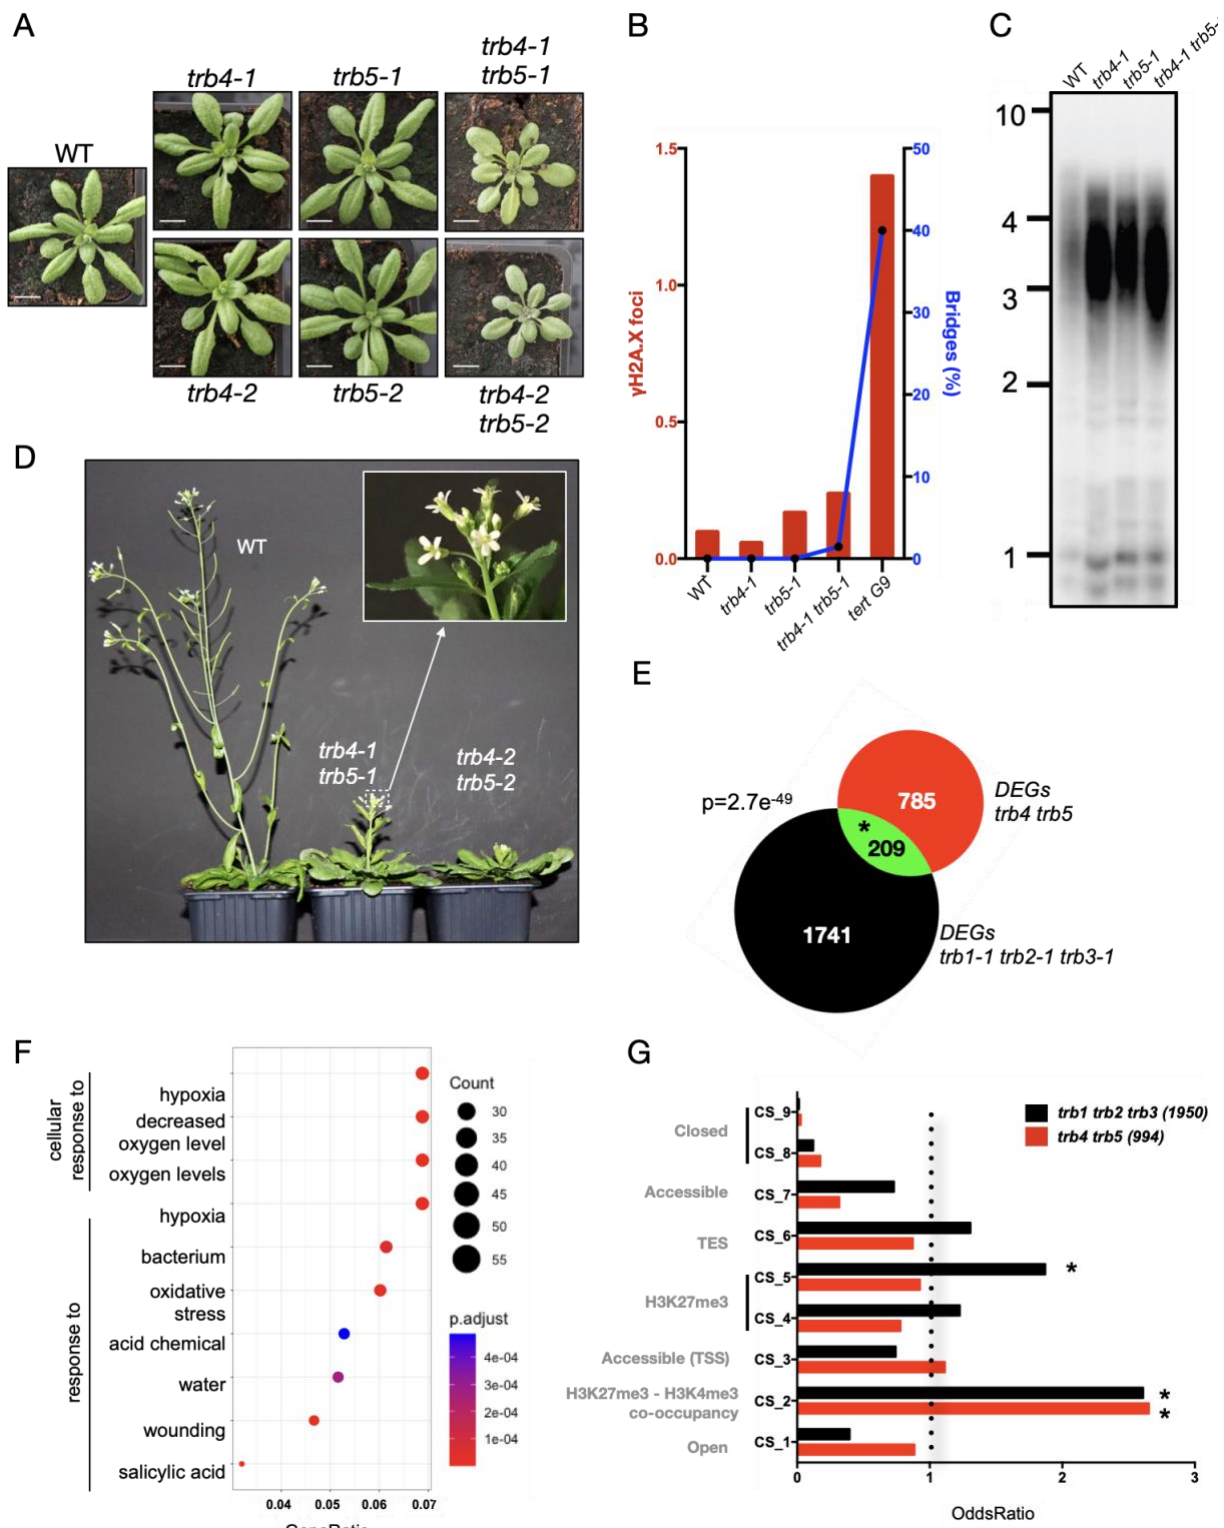 A
trb4-1
trb5-1
trb4-1
trb5-1
WT
trb4-2
trb5-2
trb4-2
trb5-2
B
1.5
1.0
0.5
0.0
γH2A.X foci
50
40
30
20
10
0
Bridges (%)
WT
trb4-1
trb5-1
trb4-1 trb5-1
tert G9
C
WT
trb4-1
trb5-1
trb4-1 trb5-
10
4
3
2
1
D
WT
trb4-1
trb5-1
trb4-2
trb5-2
E
p=2.7e-49
785
DEGs
trb4 trb5
*
209
1741
DEGs
trb1-1 trb2-1 trb3-1
F
cellular
response to
hypoxia
decreased
oxygen level
oxygen levels
response to
hypoxia
bacterium
oxidative
stress
acid chemical
water
wounding
salicylic acid
0.04 0.05 0.06 0.07
Count
30
35
40
45
50
55
p.adjust
4e-04
3e-04
2e-04
1e-04
G
trb1 trb2 trb3 (1950)
trb4 trb5 (994)
Closed
CS_9
CS_8
Accessible
CS_7
TES
CS_6
H3K27me3
CS_5
*
CS_4
Accessible (TSS)
CS_3
H3K27me3 - H3K4me3
co-occupancy
CS_2
*
*
Open
CS_1
0 1 2 3
OddsRatio